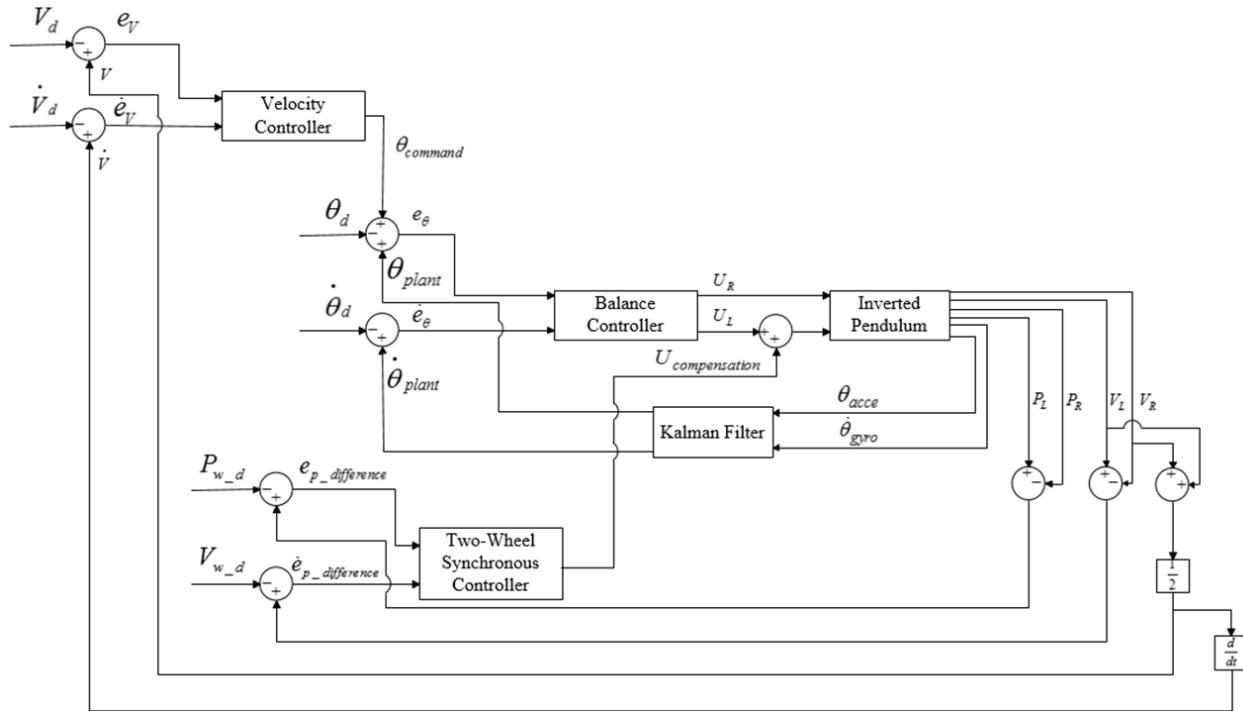 V_d
e_V
V
V̇_d
ė_V
V̇
Velocity
Controller
θ_command
θ_d
e_θ
θ_plant
θ̇_d
ė_θ
θ̇_plant
Balance
Controller
U_R
U_L
U_compensation
Inverted
Pendulum
θ_acce
θ̇_gyro
Kalman Filter
P_L
P_R
V_L
V_R
P_w_d
e_p_difference
V_w_d
ė_p_difference
Two-Wheel
Synchronous
Controller
1/2
d/dt